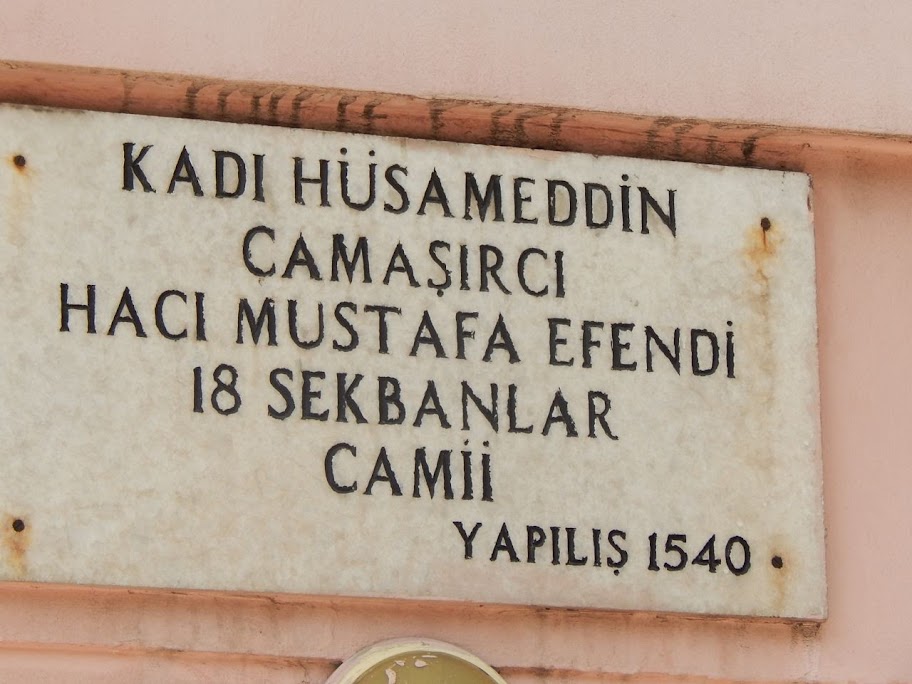 KADI HÜSAMEDDİN
ÇAMAŞIRCI
HACI MUSTAFA EFENDİ
18 SEKBANLAR
CAMİİ
YAPILIŞ 1540